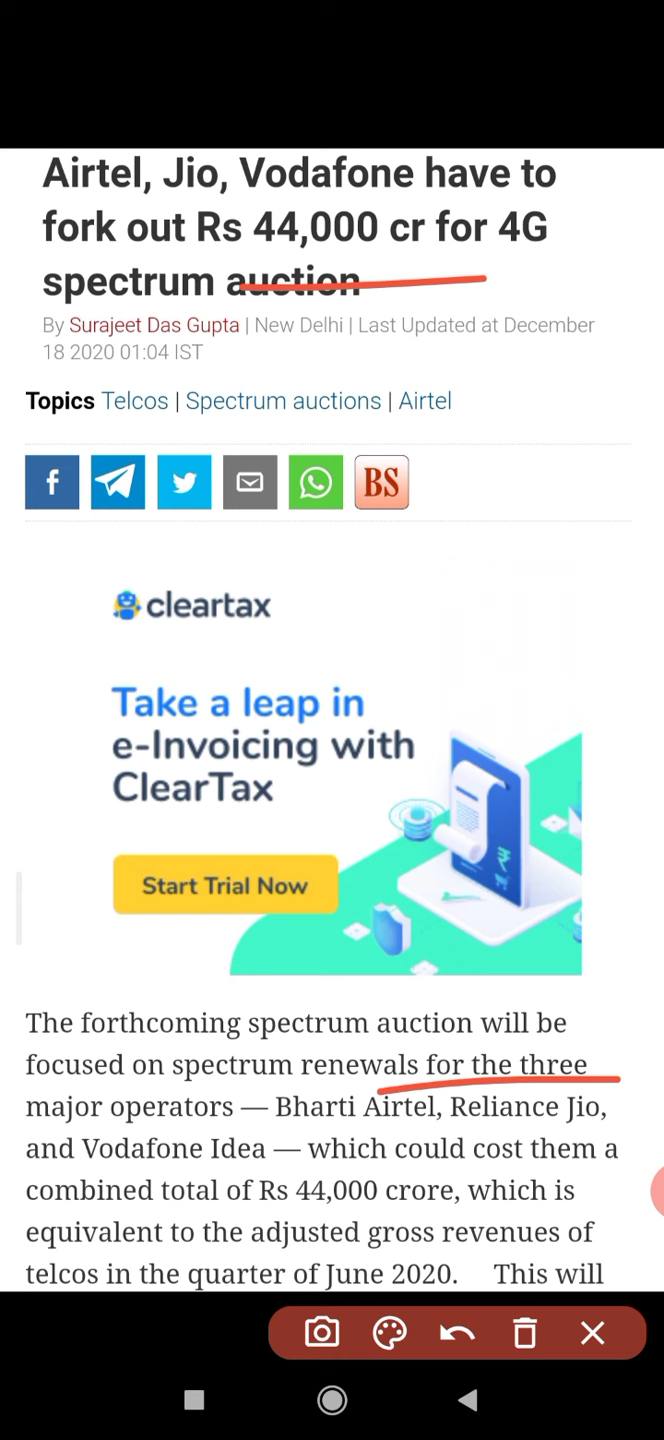 Airtel, Jio, Vodafone have to
fork out Rs 44,000 cr for 4G
spectrum auction
By Surajeet Das Gupta | New Delhi | Last Updated at December
18 2020 01:04 IST
Topics Telcos | Spectrum auctions | Airtel
f
BS
cleartax
Take a leap in
e-Invoicing with
ClearTax
Start Trial Now
The forthcoming spectrum auction will be
focused on spectrum renewals for the three
major operators — Bharti Airtel, Reliance Jio,
and Vodafone Idea — which could cost them a
combined total of Rs 44,000 crore, which is
equivalent to the adjusted gross revenues of
telcos in the quarter of June 2020. This will